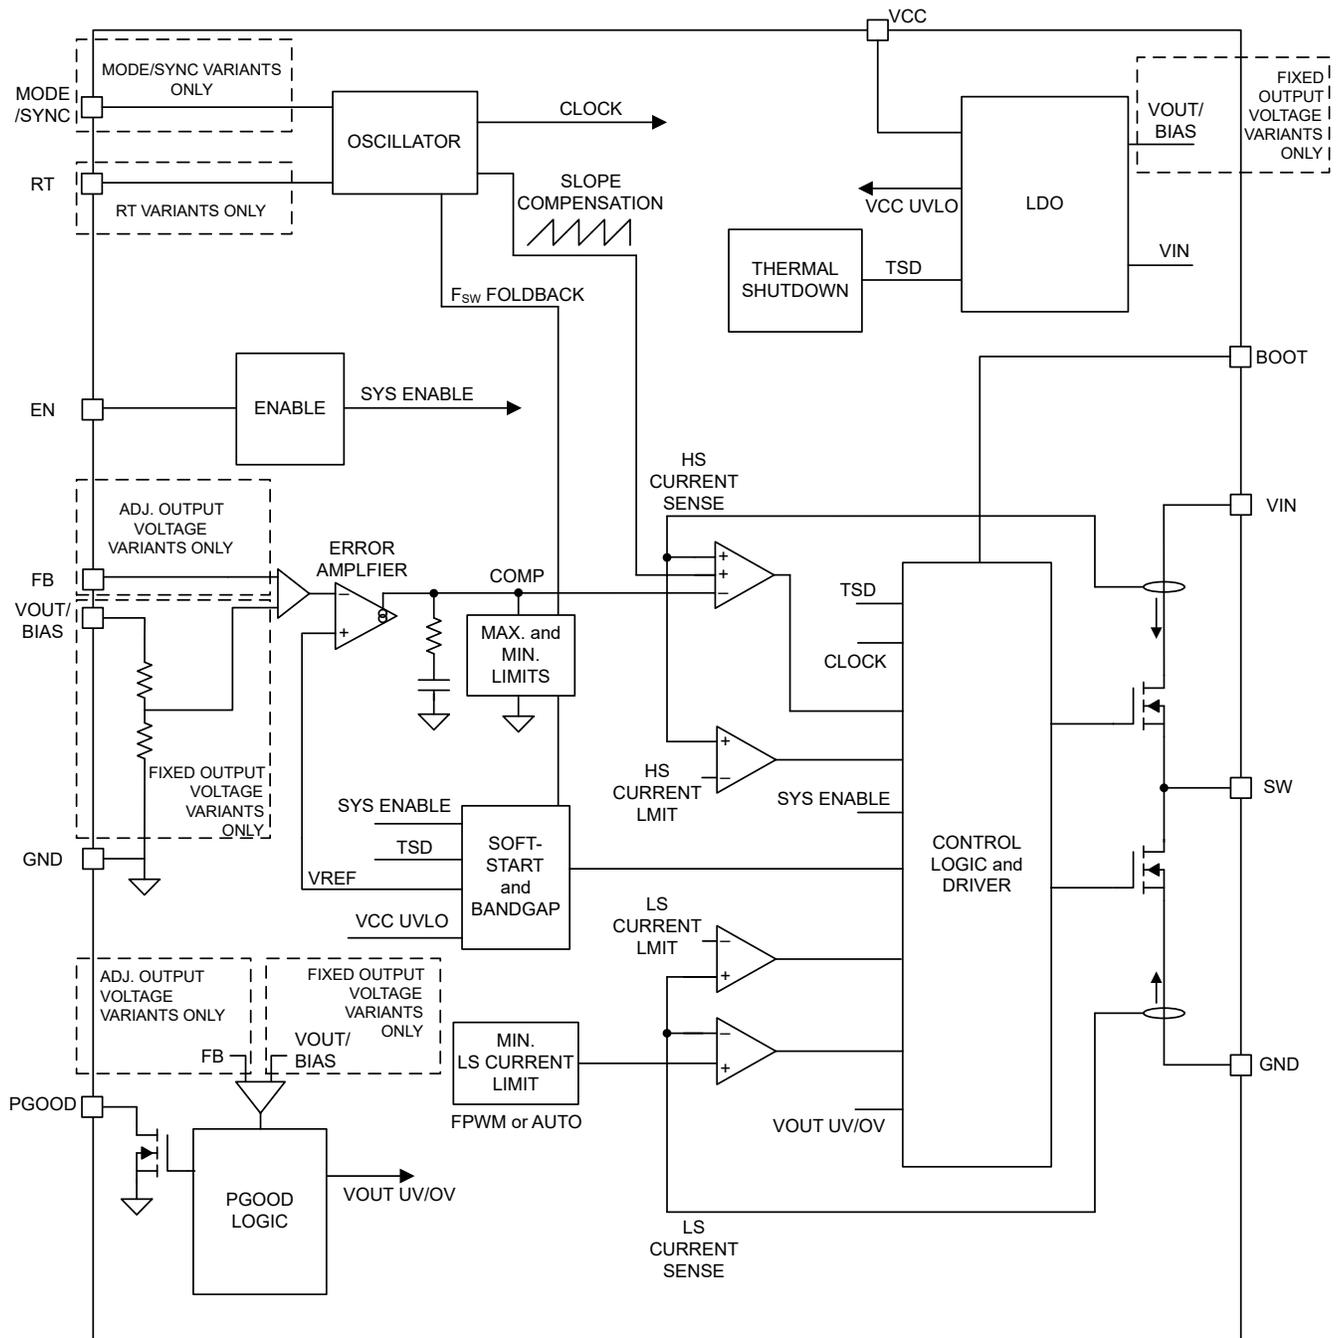 VCC
MODE/SYNC VARIANTS
ONLY
MODE
/SYNC
OSCILLATOR
CLOCK
RT
RT VARIANTS ONLY
SLOPE
COMPENSATION
FSW FOLDBACK
FIXED
OUTPUT
VOLTAGE
VARIANTS
ONLY
VOUT/
BIAS
LDO
VCC UVLO
VIN
THERMAL
SHUTDOWN
TSD
BOOT
EN
ENABLE
SYS ENABLE
HS
CURRENT
SENSE
VIN
ADJ. OUTPUT
VOLTAGE
VARIANTS ONLY
FB
ERROR
AMPLFIER
−
+
COMP
+
+
−
VOUT/
BIAS
MAX. and
MIN.
LIMITS
TSD
CLOCK
FIXED OUTPUT
VOLTAGE
VARIANTS
ONLY
HS
CURRENT
LMIT
+
−
SYS ENABLE
SW
GND
SYS ENABLE
TSD
VREF
VCC UVLO
SOFT-
START
and
BANDGAP
CONTROL
LOGIC and
DRIVER
LS
CURRENT
LMIT
−
+
ADJ. OUTPUT
VOLTAGE
VARIANTS ONLY
FB
FIXED OUTPUT
VOLTAGE
VARIANTS
ONLY
VOUT/
BIAS
MIN.
LS CURRENT
LIMIT
FPWM or AUTO
−
+
GND
PGOOD
VOUT UV/OV
PGOOD
LOGIC
VOUT UV/OV
LS
CURRENT
SENSE